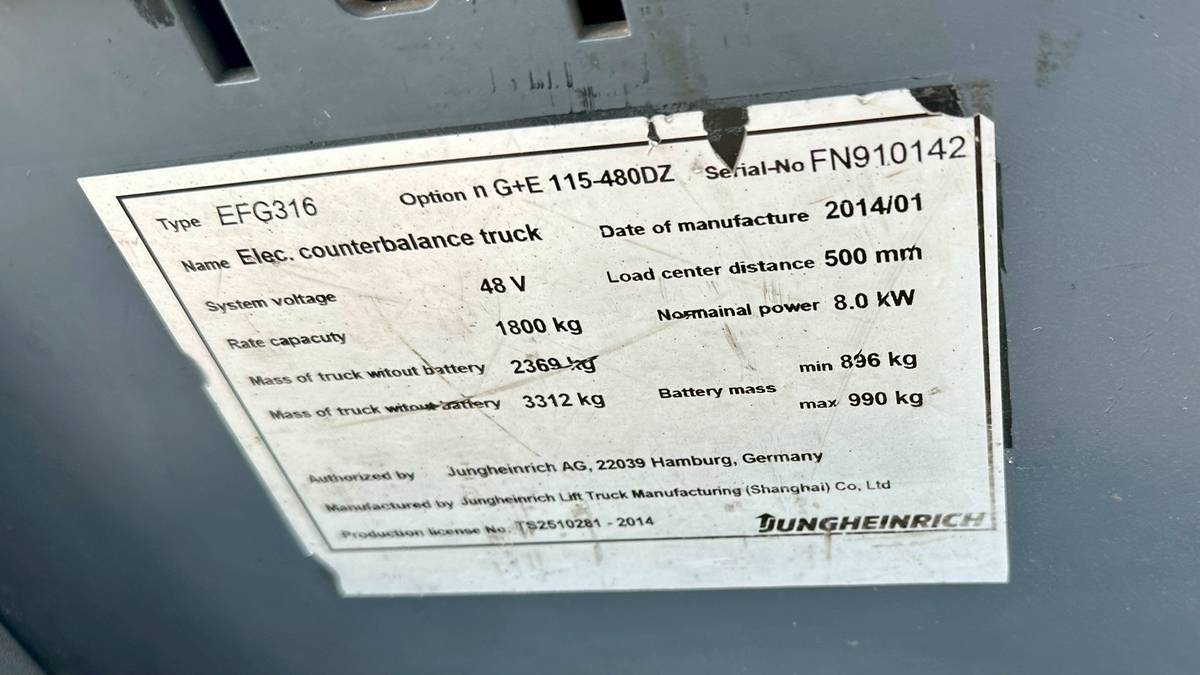 Type EFG316 Option n G+E 115-480DZ Serial-No FN910142
Name Elec. counterbalance truck Date of manufacture 2014/01
System voltage 48 V Load center distance 500 mm
Rate capacuty 1800 kg Normainal power 8.0 kW
Mass of truck witout battery 2369 kg Battery mass min 896 kg
Mass of truck witout battery 3312 kg max 990 kg
Authorized by Jungheinrich AG, 22039 Hamburg, Germany
Manufactured by Jungheinrich Lift Truck Manufacturing (Shanghai) Co, Ltd
Production license No. TS2510281 - 2014 JUNGHEINRICH